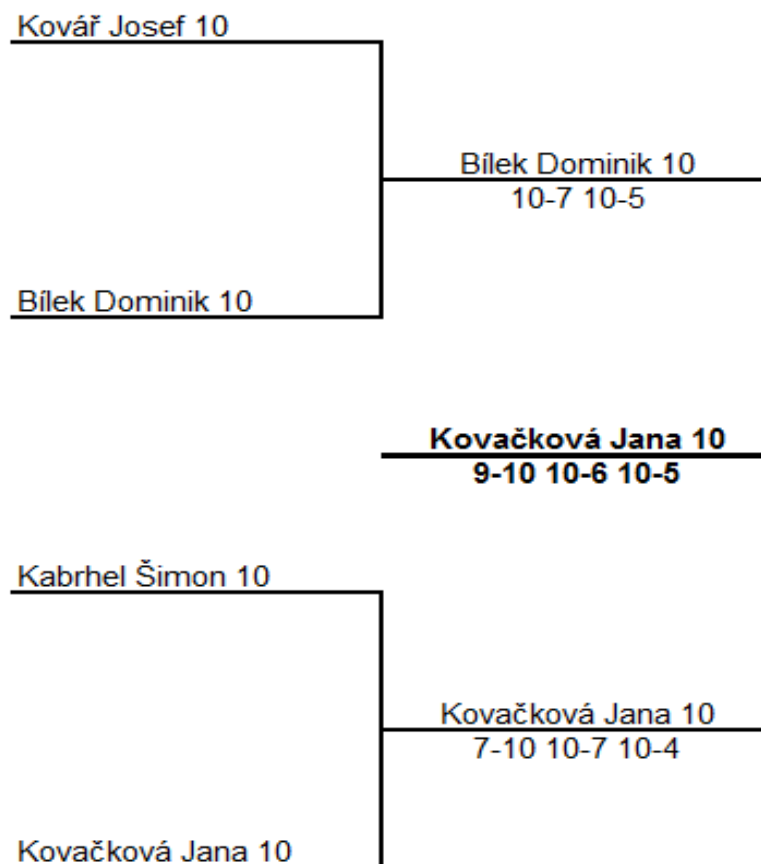 Kovář Josef 10
Bílek Dominik 10
10-7 10-5
Bílek Dominik 10
Kovačková Jana 10
9-10 10-6 10-5
Kabrhel Šimon 10
Kovačková Jana 10
7-10 10-7 10-4
Kovačková Jana 10